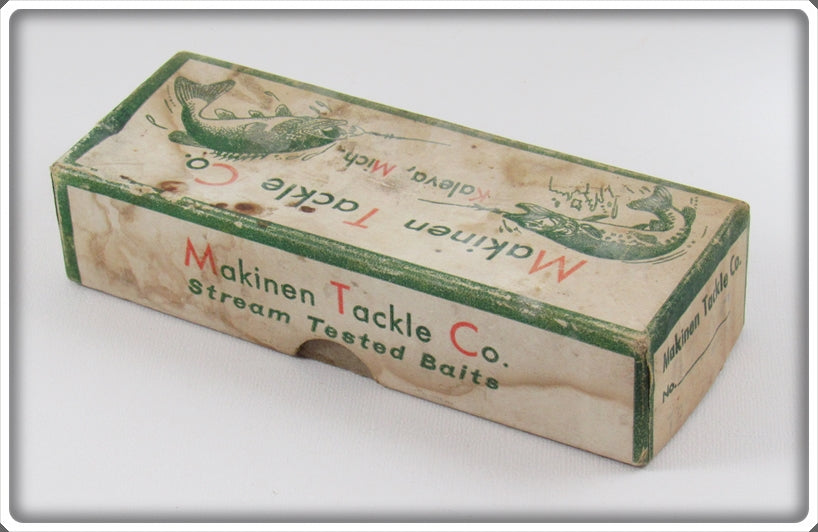 Makinen Tackle Co.
Kaleva, Mich.
Makinen Tackle Co.
Stream Tested Baits
Makinen Tackle Co.
No.